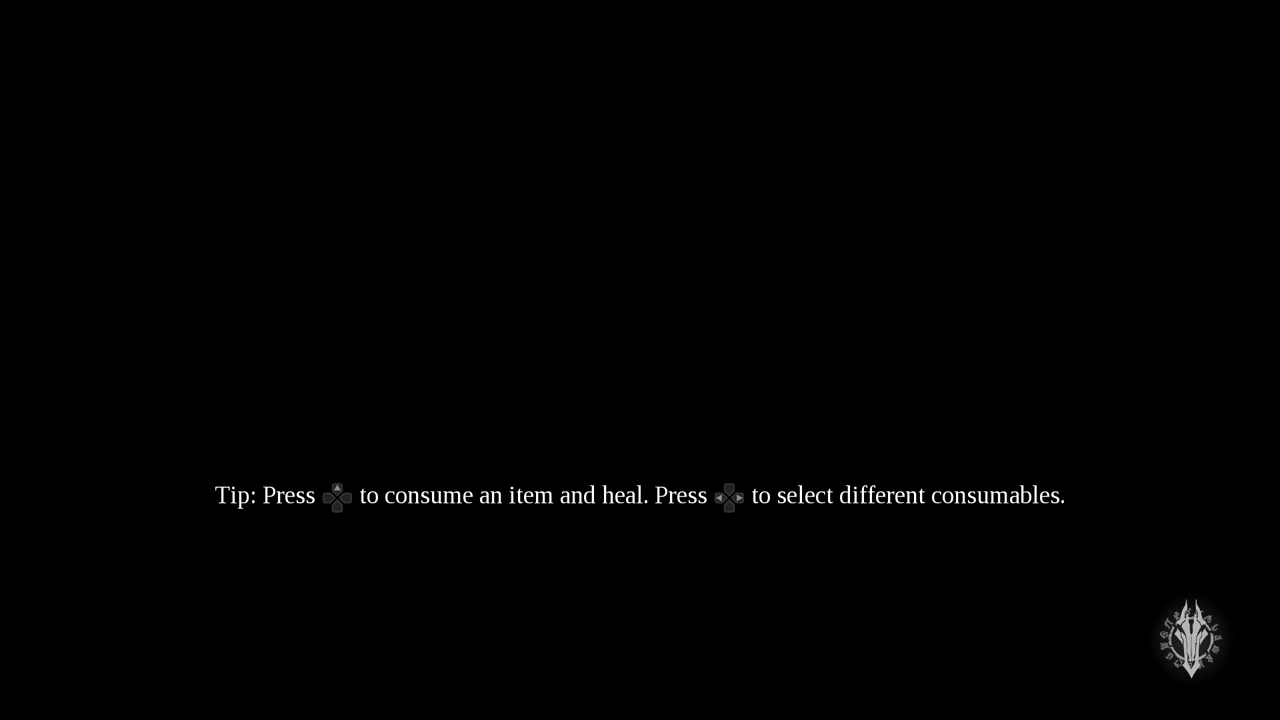 Tip: Press to consume an item and heal. Press to select different consumables.